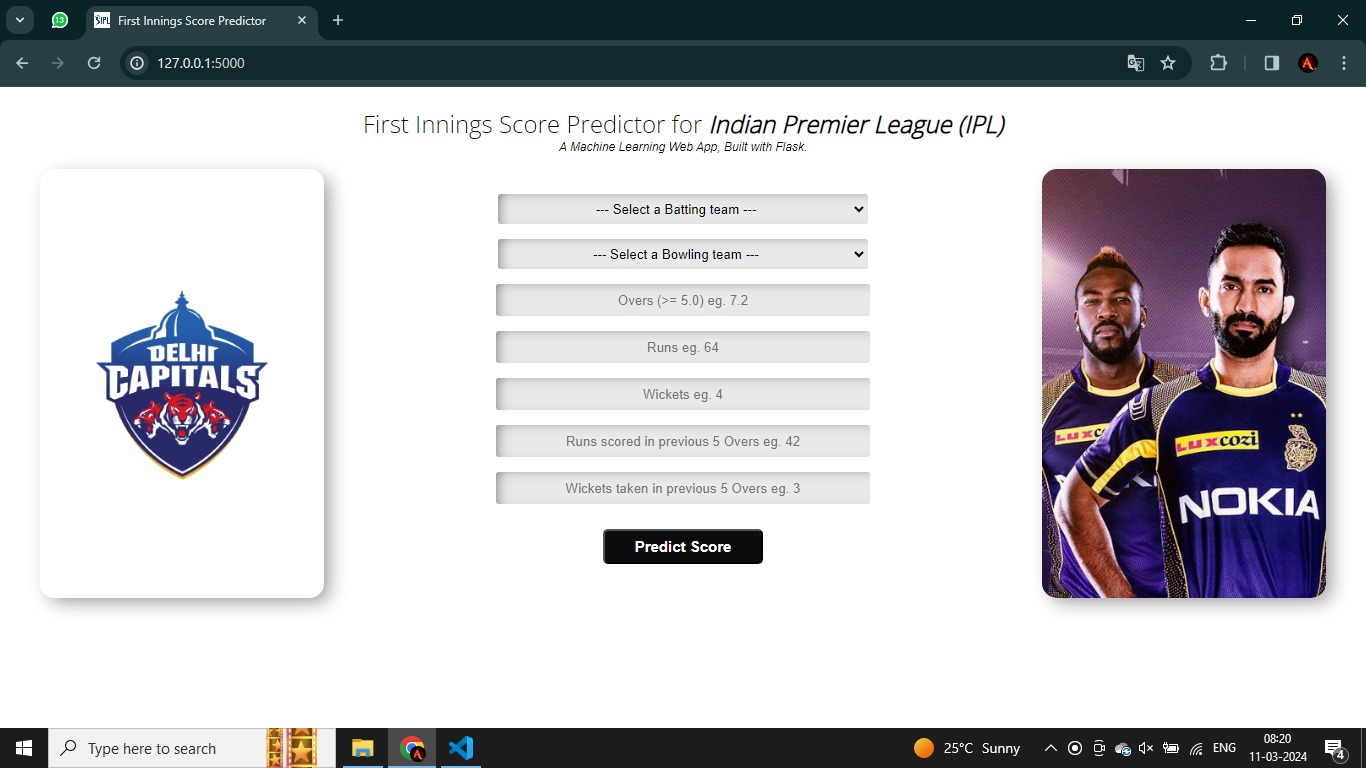 13
SIPL
First Innings Score Predictor
127.0.0.1:5000
First Innings Score Predictor for Indian Premier League (IPL)
A Machine Learning Web App, Built with Flask.
--- Select a Batting team ---
--- Select a Bowling team ---
Overs (>= 5.0) eg. 7.2
Runs eg. 64
Wickets eg. 4
Runs scored in previous 5 Overs eg. 42
Wickets taken in previous 5 Overs eg. 3
Predict Score
DELHI
CAPITALS
LUXCO
LUXCOZI
NOKIA
Type here to search
25°C Sunny
ENG
08:20
11-03-2024
4